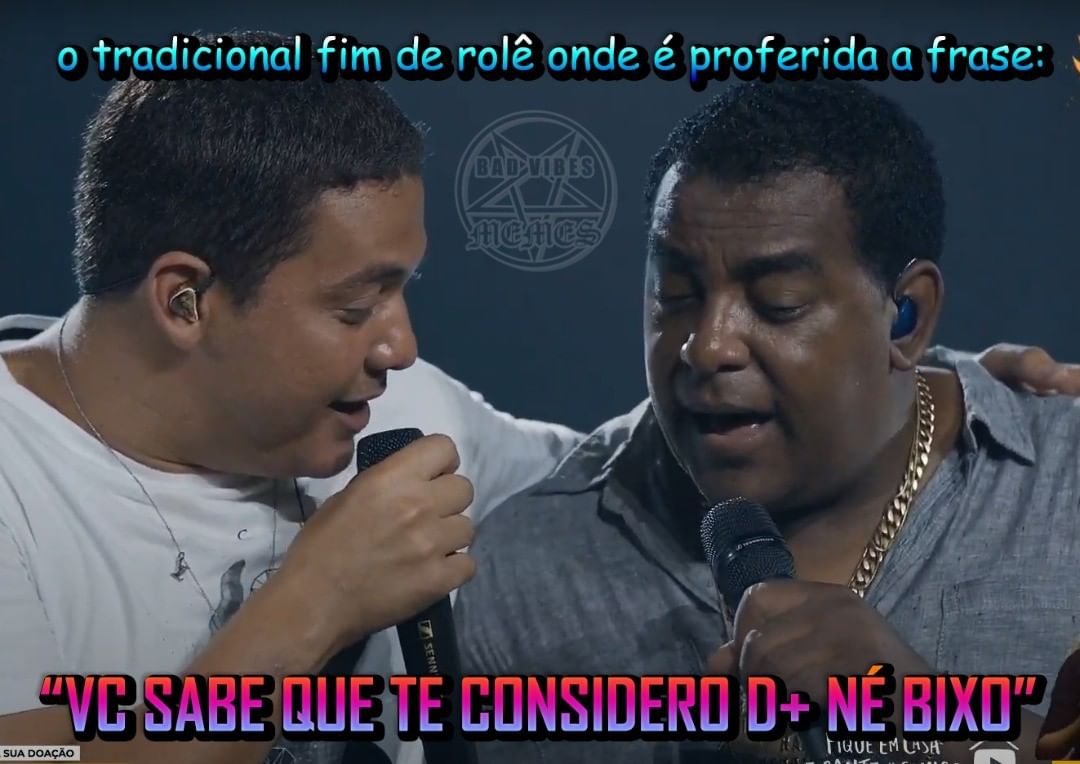 o tradicional fim de rolê onde é proferida a frase:
BAD VIBES
MEMES
SENN
"VC SABE QUE TE CONSIDERO D+ NÉ BIXO"
SUA DOAÇÃO
FIQUE EM CASA